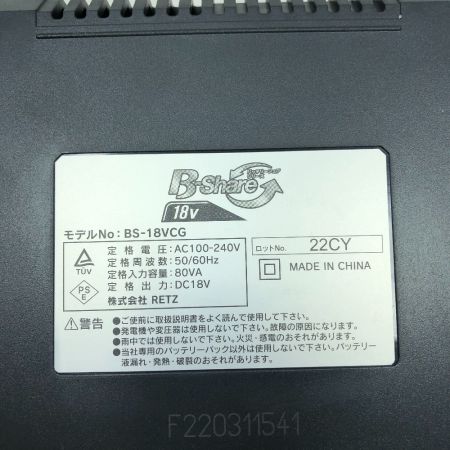 B-Share
18v
モデルNo: BS-18VCG
定格電圧:AC100-240V
定格周波数:50/60Hz
定格入力容量:80VA
定格出力:DC18V
株式会社 RETZ
TÜV
PS
E
ロットNo. 22CY
MADE IN CHINA
⚠警告
●ご使前に取扱説明書をよく読んで使用して下さい。
●発電機や変圧器は使用しないで下さい。故障の原因になります。
●雨中では使用しないで下さい。火災・感電のおそれがあります。
●当社専用のバッテリーパック以外は使用しないで下さい。バッテリー
液漏れ・発熱・破裂のおそれがあります。
F220311541